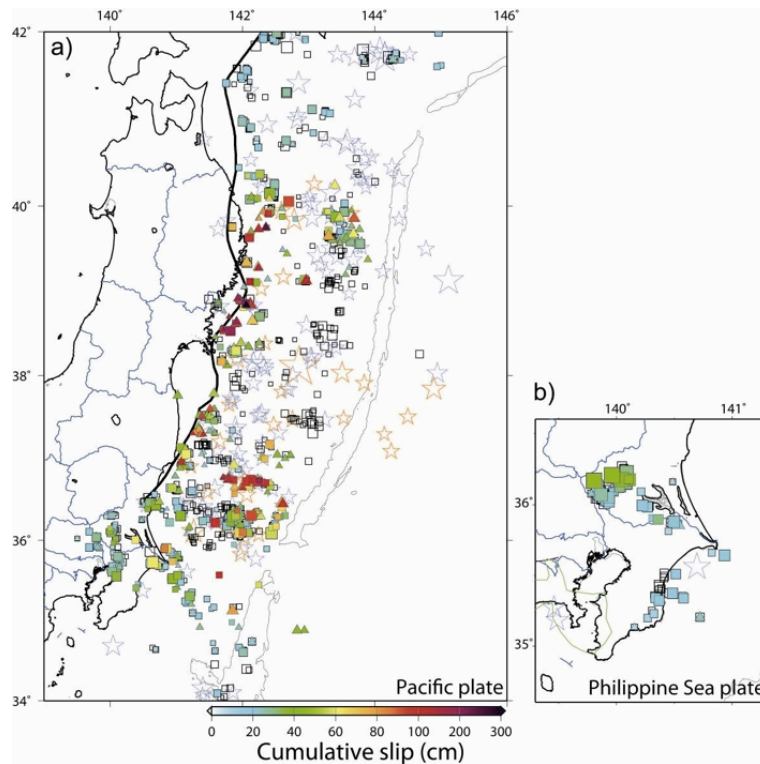 140° 142° 144° 146°
42°
a)
40°
38°
b)
140° 141°
36°
36°
35°
Pacific plate
Philippine Sea plate
34°
0 20 40 60 80 100 200 300
Cumulative slip (cm)